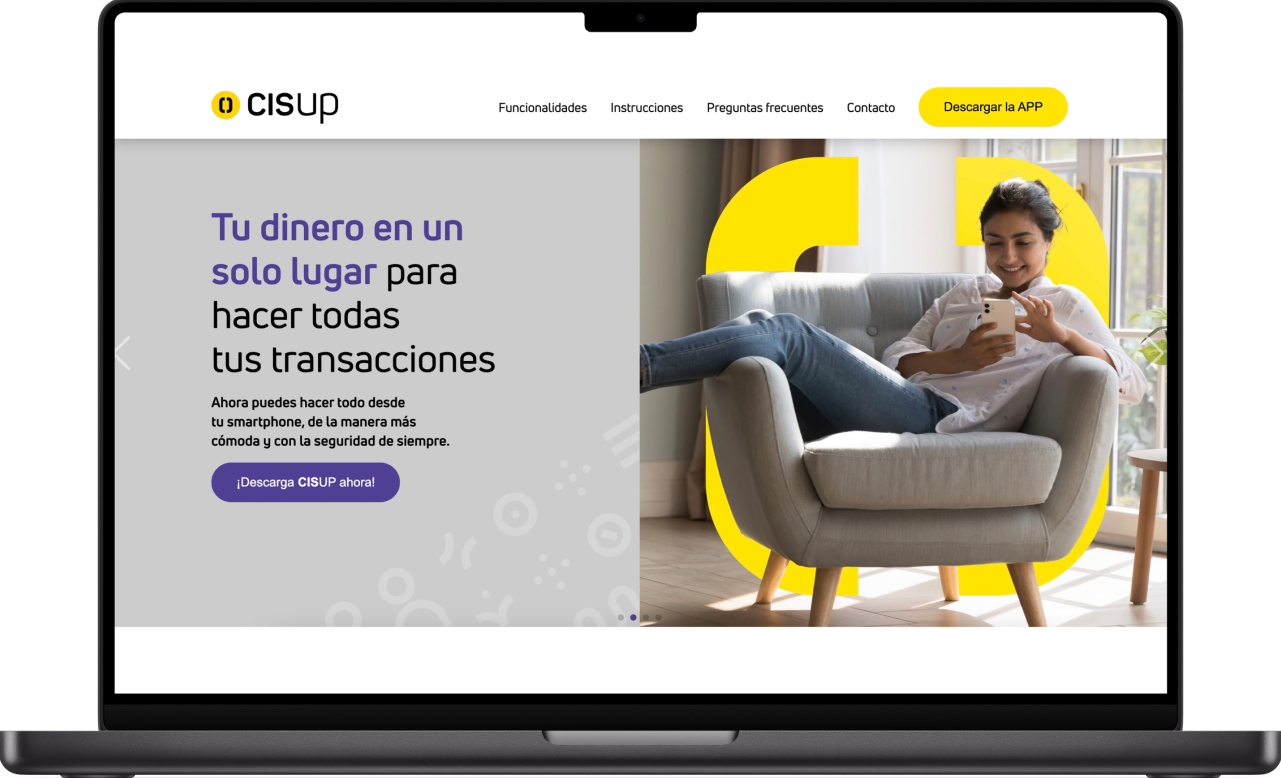 CISUP
Funcionalidades
Instrucciones
Preguntas frecuentes
Contacto
Descargar la APP
Tu dinero en un
solo lugar para
hacer todas
tus transacciones
Ahora puedes hacer todo desde
tu smartphone, de la manera más
cómoda y con la seguridad de siempre.
¡Descarga CISUP ahora!